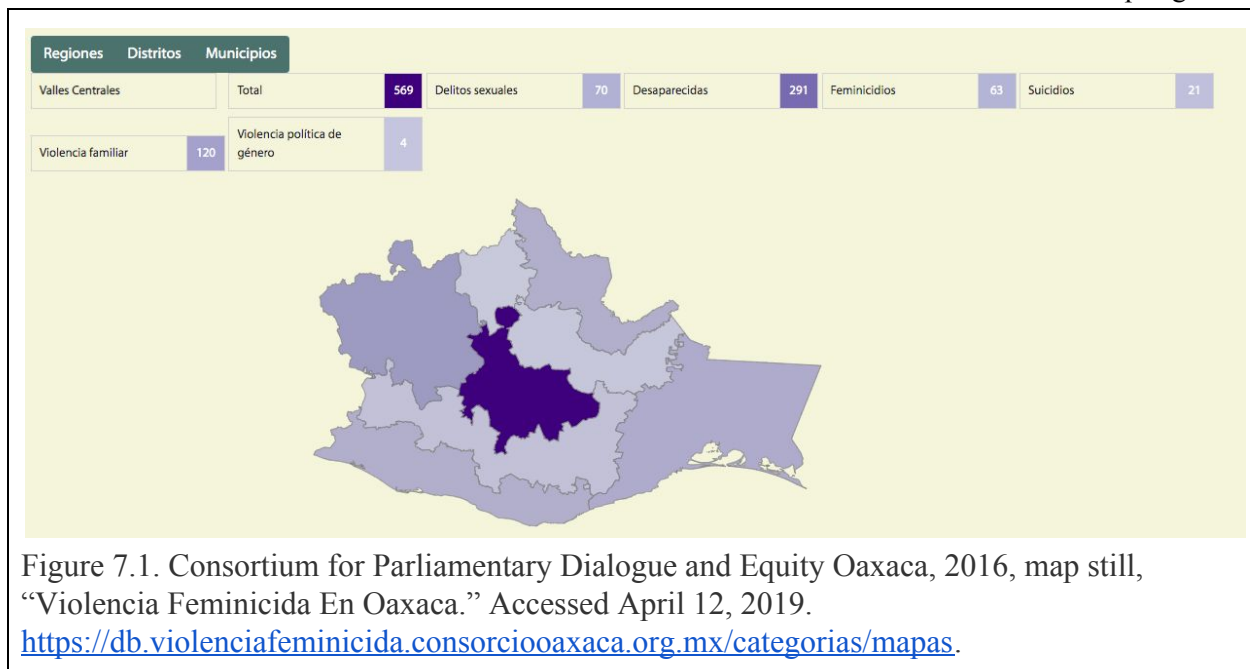 Regiones Distritos Municipios
Valles Centrales Total 569 Delitos sexuales 70 Desaparecidas 291 Feminicidios 63 Suicidios 21
Violencia familiar 120 Violencia política de
género 4
Figure 7.1. Consortium for Parliamentary Dialogue and Equity Oaxaca, 2016, map still,
“Violencia Feminicida En Oaxaca.” Accessed April 12, 2019.
https://db.violenciafeminicida.consorciooaxaca.org.mx/categorias/mapas.